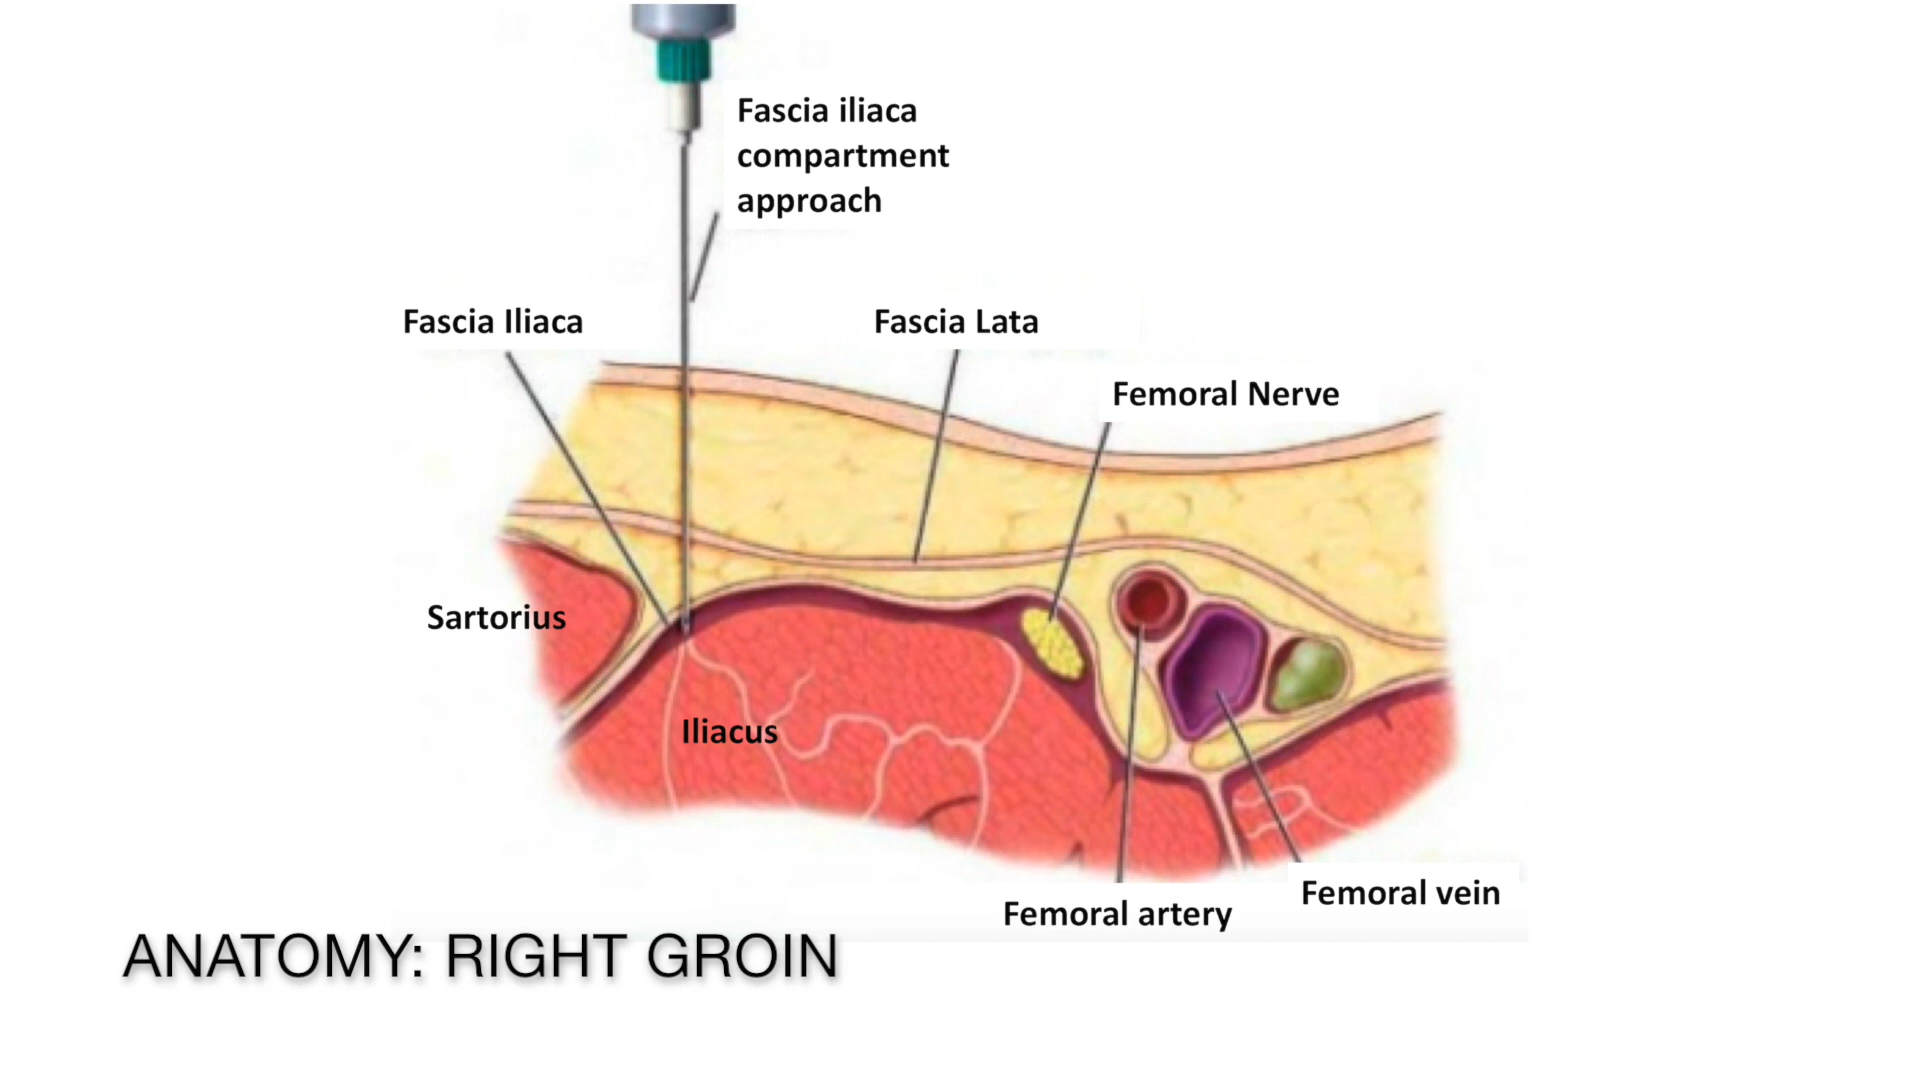 Fascia iliaca
compartment
approach
Fascia Iliaca
Fascia Lata
Femoral Nerve
Sartorius
Iliacus
Femoral vein
Femoral artery
ANATOMY: RIGHT GROIN